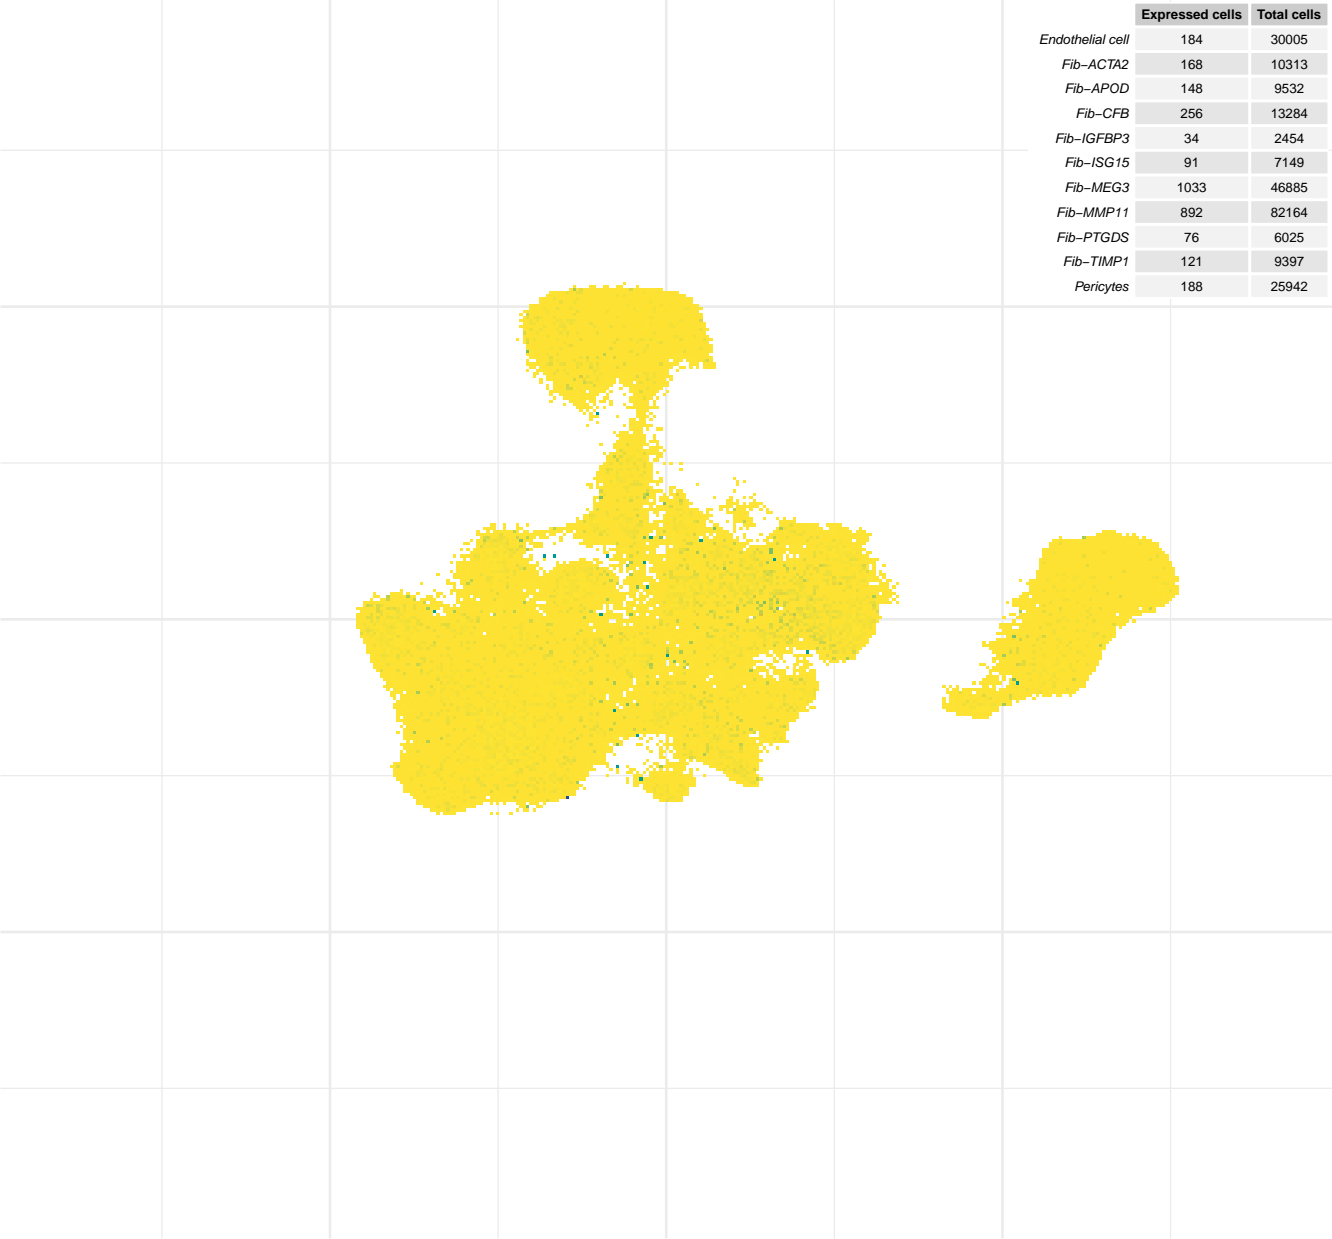 Expressed cells Total cells
Endothelial cell 184 30005
Fib−ACTA2 168 10313
Fib−APOD 148 9532
Fib−CFB 256 13284
Fib−IGFBP3 34 2454
Fib−ISG15 91 7149
Fib−MEG3 1033 46885
Fib−MMP11 892 82164
Fib−PTGDS 76 6025
Fib−TIMP1 121 9397
Pericytes 188 25942